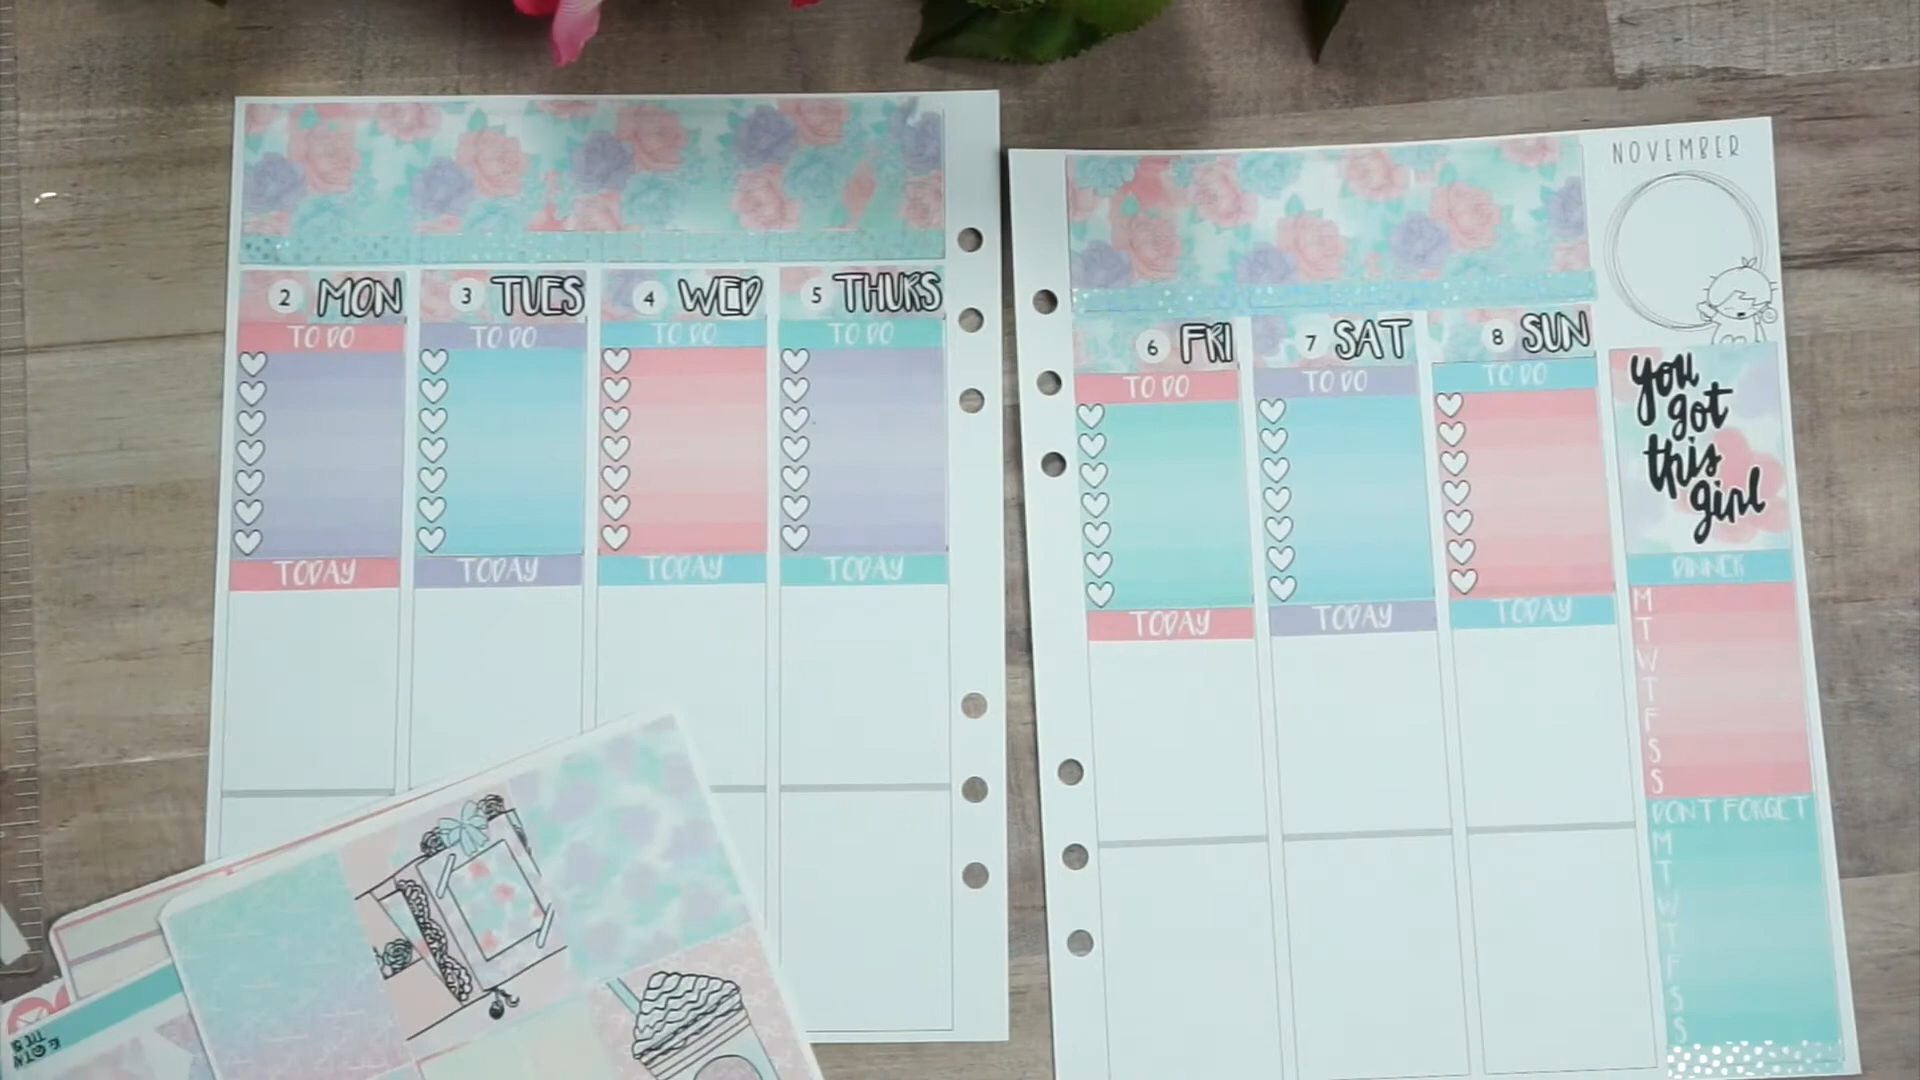 NOVEMBER
2 MON 3 TUES 4 WED 5 THURS
6 FRI 7 SAT 8 SUN
TO DO TO DO TO DO TO DO
TO DO TO DO TO DO
you
got
this
girl
TODAY TODAY TODAY TODAY
TODAY TODAY TODAY
DINNER
M
T
W
T
F
S
S
DON'T FORGET
M
T
W
T
F
S
S